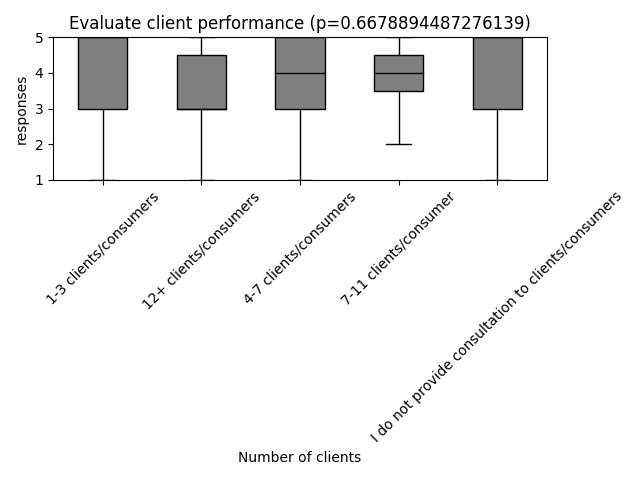 Evaluate client performance (p=0.6678894487276139)
5
4
3
2
1
responses
1-3 clients/consumers
12+ clients/consumers
4-7 clients/consumers
7-11 clients/consumer
I do not provide consultation to clients/consumers
Number of clients